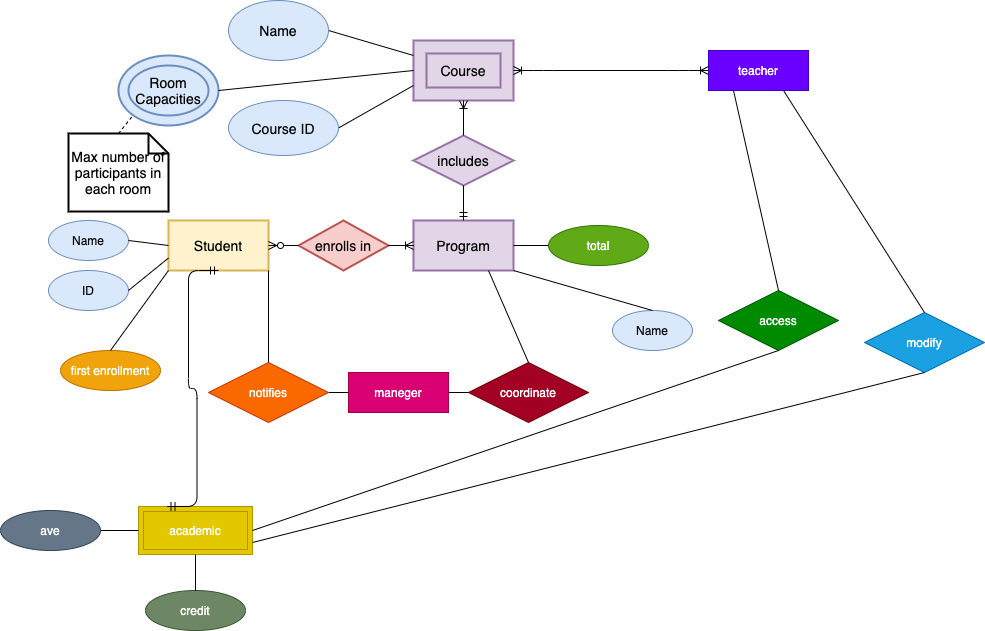 Name
Course
teacher
Room
Capacities
Course ID
Max number of
participants in
each room
includes
Name
Student
enrolls in
Program
total
ID
Name
access
modify
first enrollment
notifies
maneger
coordinate
ave
academic
credit